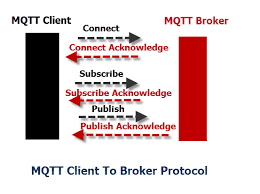 MQTT Client
MQTT Broker
Connect
Connect Acknowledge
Subscribe
Subscribe Acknowledge
Publish
Publish Acknowledge
MQTT Client To Broker Protocol